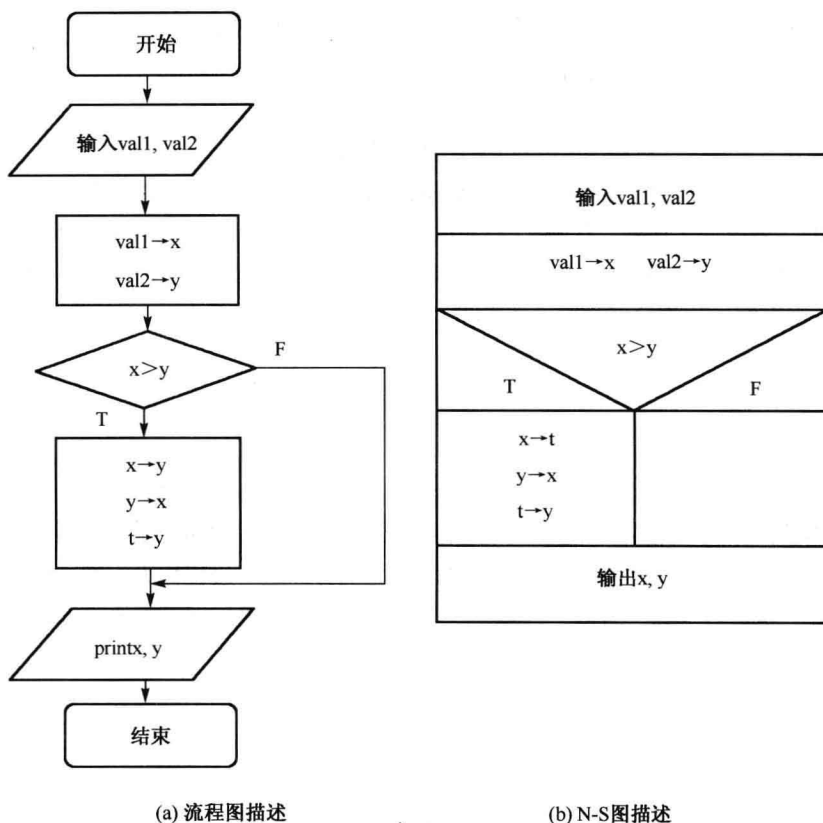 开始
输入val1, val2
val1→x
val2→y
x>y
F
T
x→y
y→x
t→y
printx, y
结束
(a) 流程图描述
输入val1, val2
val1→x val2→y
x>y
T
F
x→t
y→x
t→y
输出x, y
(b) N-S图描述